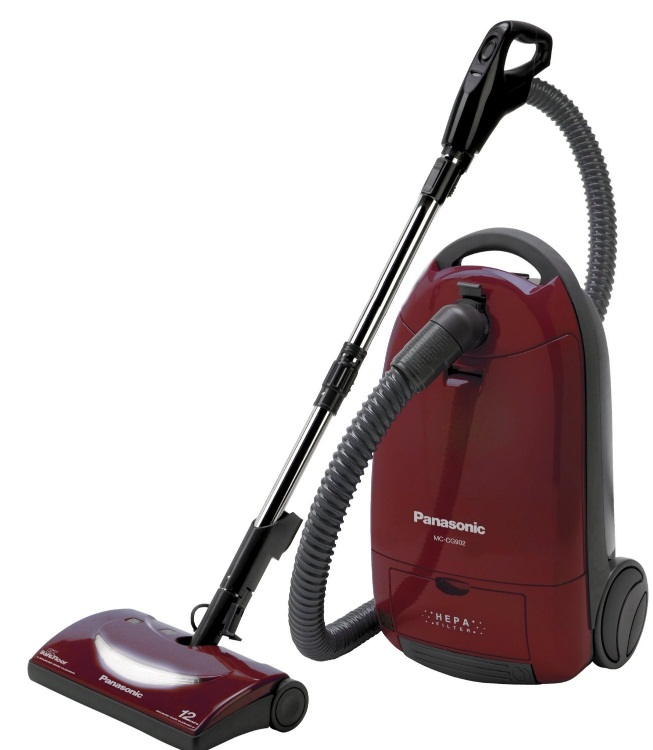 Panasonic
MC-CG902
HEPA
FILTER
Panasonic
12